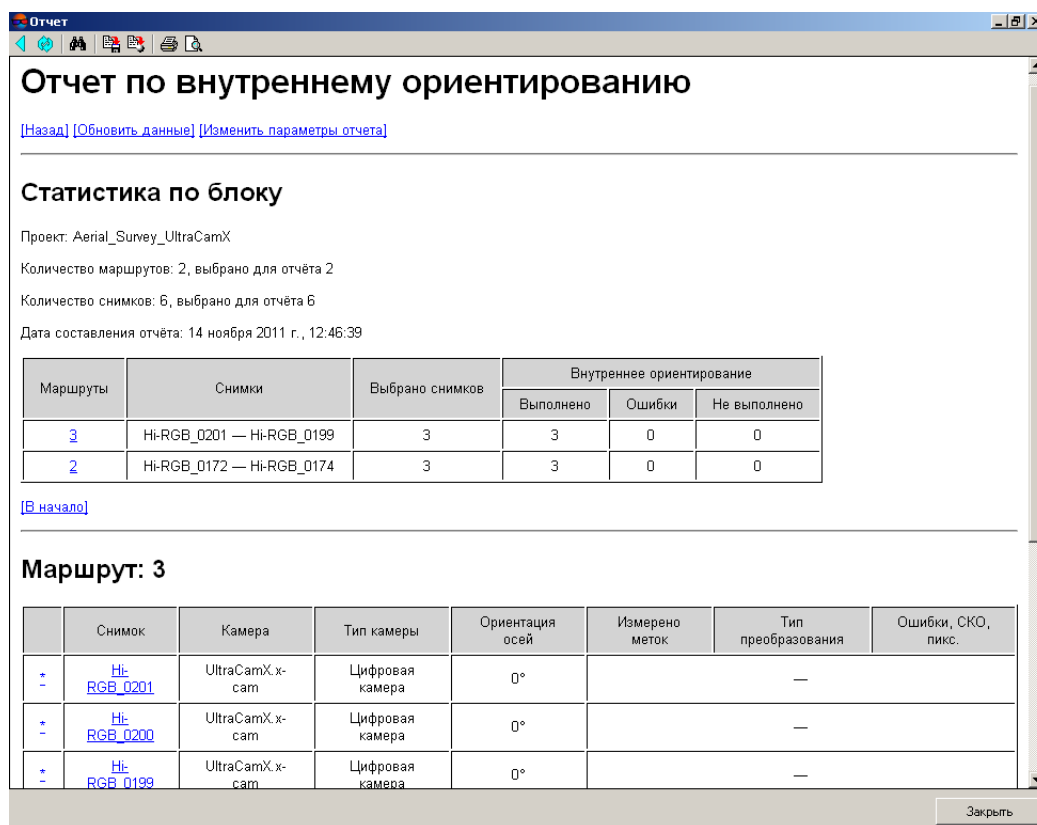 Отчет
Отчет по внутреннему ориентированию
[Назад] [Обновить данные] [Изменить параметры отчета]
Статистика по блоку
Проект: Aerial_Survey_UltraCamX
Количество маршрутов: 2, выбрано для отчёта 2
Количество снимков: 6, выбрано для отчёта 6
Дата составления отчёта: 14 ноября 2011 г., 12:46:39
Маршруты Снимки Выбрано снимков Внутреннее ориентирование
Выполнено Ошибки Не выполнено
3 Hi-RGB_0201 — Hi-RGB_0199 3 3 0 0
2 Hi-RGB_0172 — Hi-RGB_0174 3 3 0 0
[В начало]
Маршрут: 3
Снимок Камера Тип камеры Ориентация осей Измерено меток Тип преобразования Ошибки, СКО, пикс.
* Hi-RGB_0201 UltraCamX.x-cam Цифровая камера 0° —
* Hi-RGB_0200 UltraCamX.x-cam Цифровая камера 0° —
* Hi-RGB_0199 UltraCamX.x-cam Цифровая камера 0° —
Закрыть